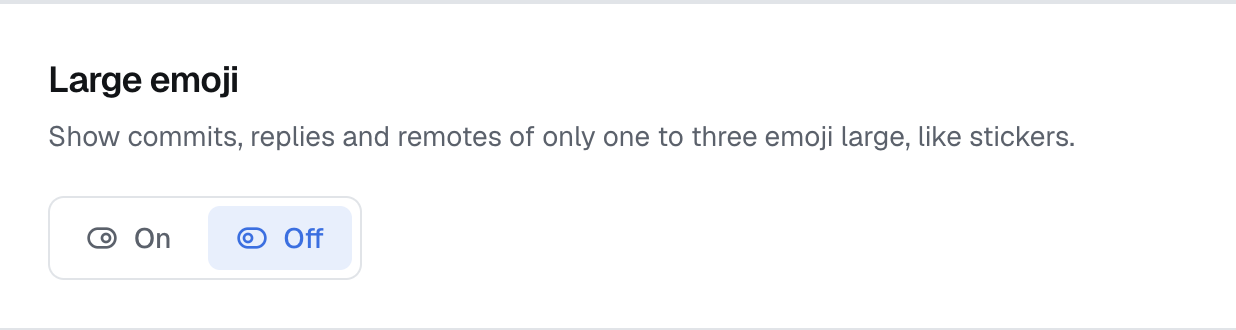 Large emoji
Show commits, replies and remotes of only one to three emoji large, like stickers.
On
Off